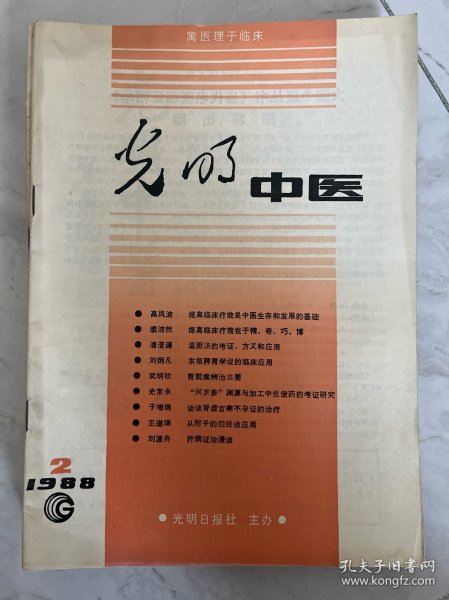 寓医理于临床
光明 中医
● 高凤波 提高临床疗效是中医生存和发展的基础
● 裘沛然 提高临床疗效在于精、奇、巧、博
● 潘澄濂 温胆汤的考证、方义和应用
● 刘炳凡 东垣脾胃学说的临床应用
● 武明钦 胃脘痛辨治三要
● 史常永 “兴京参”渊源与加工中佐使药的考证研究
● 于增瑞 谈谈肾虚宫寒不孕证的治疗
● 王道瑞 从附子的归经谈应用
● 刘渡舟 肝病证治漫谈
2
1988
● 光明日报社 主办 ●
孔夫子旧书网
www.kongfz.com